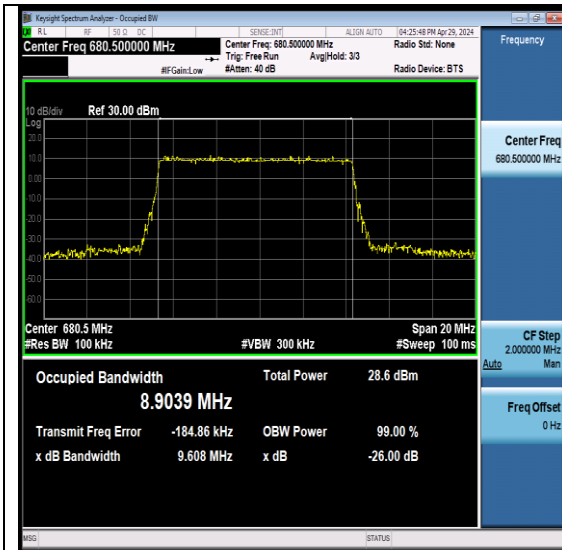 Keysight Spectrum Analyzer - Occupied BW
RL RF 50 Ω DC SENSE:INT ALIGN AUTO 04:25:48 PM Apr 29, 2024
Center Freq 680.500000 MHz
Center Freq: 680.500000 MHz
Radio Std: None
Trig: Free Run Avg|Hold: 3/3
#IFGain:Low #Atten: 40 dB Radio Device: BTS
10 dB/div Ref 30.00 dBm
Log
20.0
10.0
0.00
-10.0
-20.0
-30.0
-40.0
-50.0
-60.0
Center 680.5 MHz Span 20 MHz
#Res BW 100 kHz #VBW 300 kHz #Sweep 100 ms
Occupied Bandwidth Total Power 28.6 dBm
8.9039 MHz
Transmit Freq Error -184.86 kHz OBW Power 99.00 %
x dB Bandwidth 9.608 MHz x dB -26.00 dB
MSG STATUS
Frequency
Center Freq
680.500000 MHz
CF Step
2.000000 MHz
Auto Man
Freq Offset
0 Hz